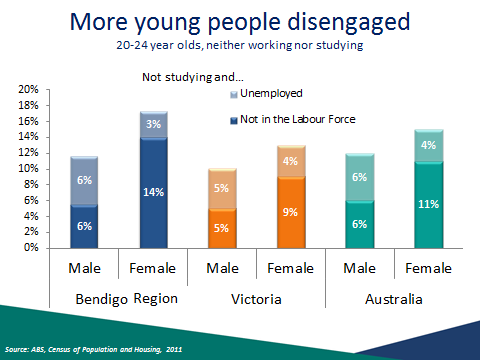 More young people disengaged
20-24 year olds, neither working nor studying
Not studying and...
Unemployed
Not in the Labour Force
20%
18%
16%
14%
12%
10%
8%
6%
4%
2%
0%
6%
6%
3%
14%
5%
5%
4%
9%
6%
6%
4%
11%
Male Female Male Female Male Female
Bendigo Region Victoria Australia
Source: ABS, Census of Population and Housing, 2011